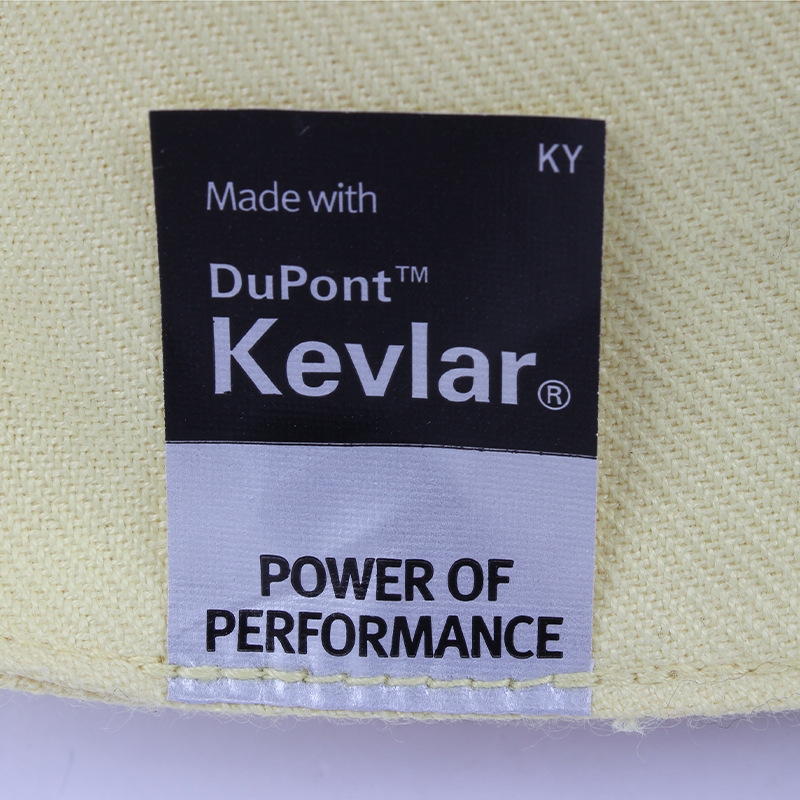 KY
Made with
DuPont™
Kevlar®
POWER OF
PERFORMANCE